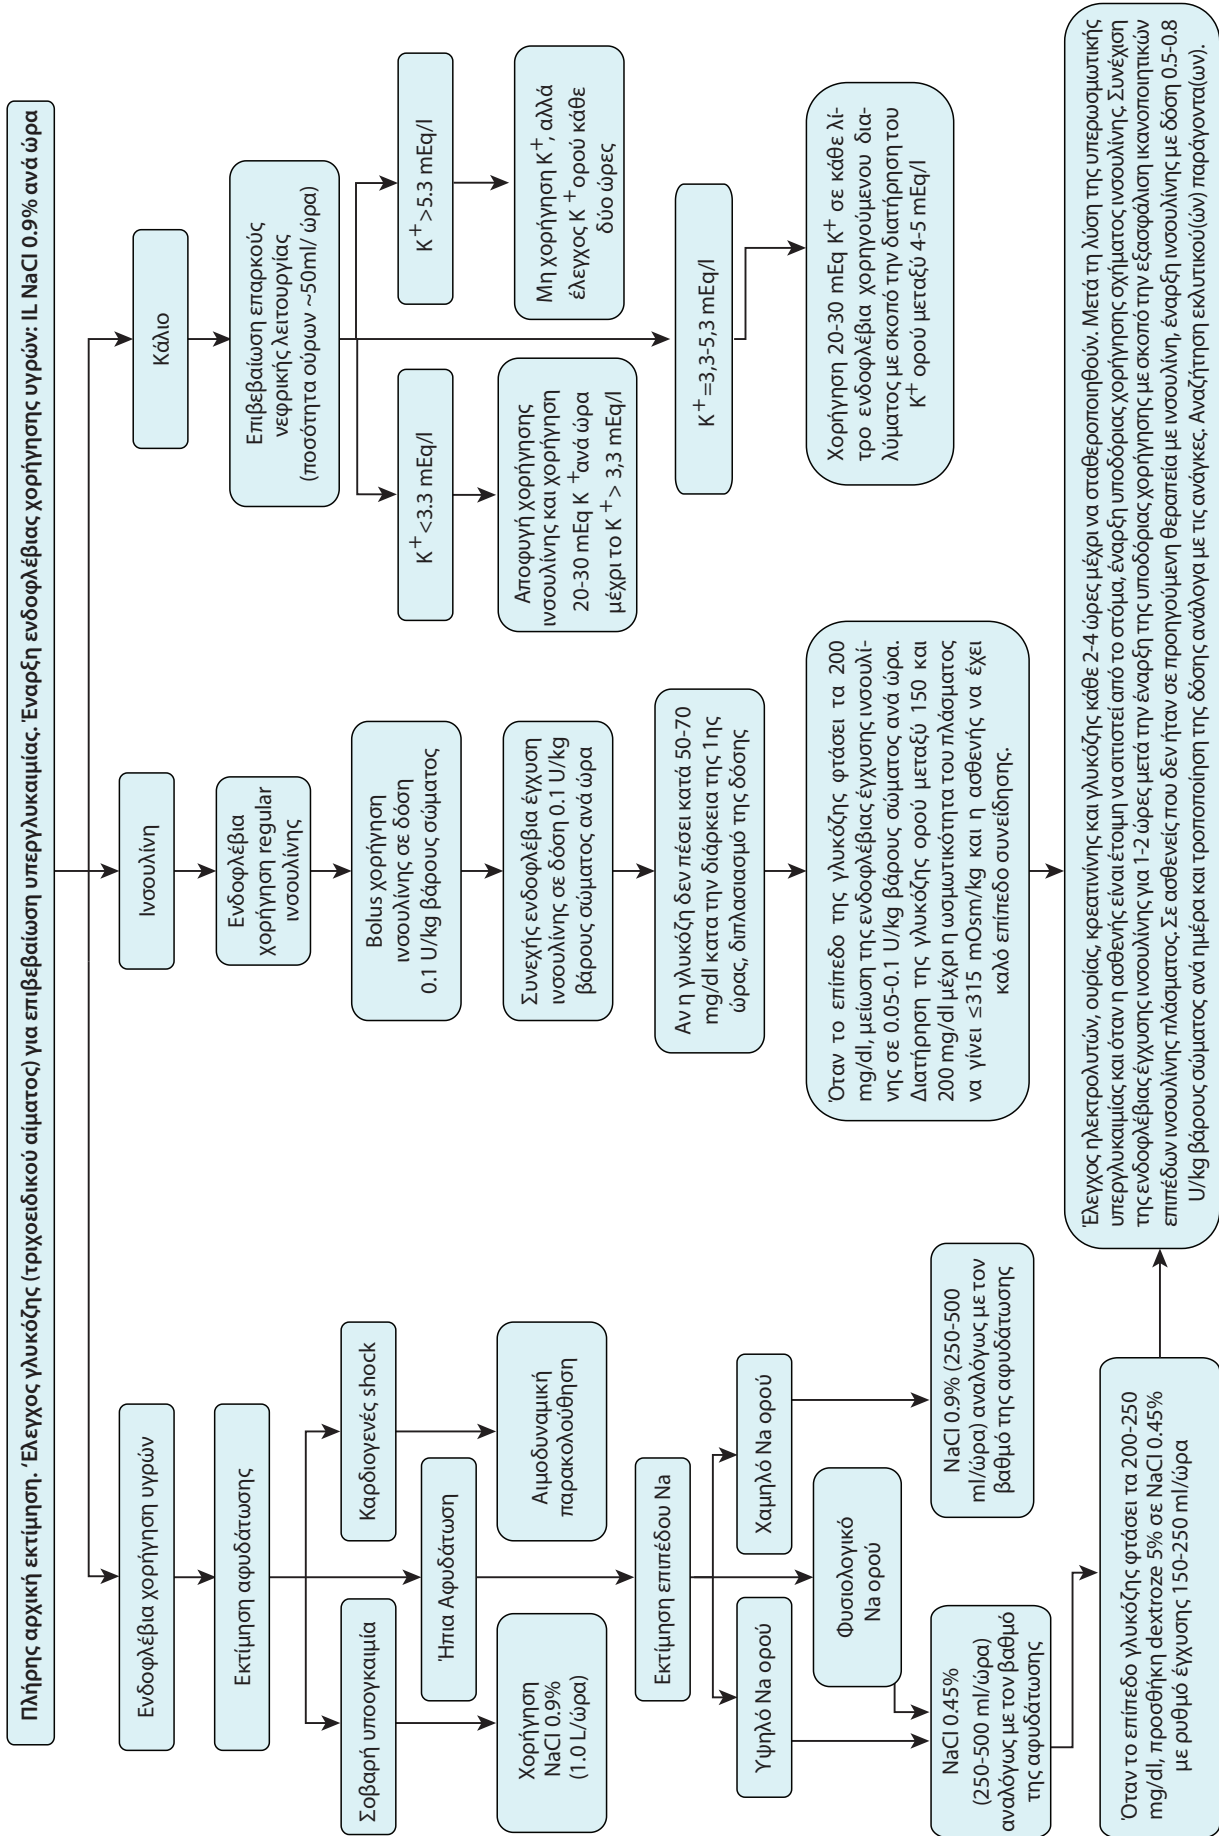 Πλήρης αρχική εκτίμηση. Έλεγχος γλυκόζης (τριχοειδικού αίματος) για επιβεβαίωση υπεργλυκαιμίας. Έναρξη ενδοφλέβιας χορήγησης υγρών: IL NaCl 0.9% ανά ώρα
Ενδοφλέβια χορήγηση υγρών
Εκτίμηση αφυδάτωσης
Σοβαρή υποογκαιμία
Χορήγηση
NaCl 0.9%
(1.0 L/ώρα)
Ήπια Αφυδάτωση
Καρδιογενές shock
Αιμοδυναμική
παρακολούθηση
Εκτίμηση επιπέδου Na
Υψηλό Na ορού
Φυσιολογικό
Na ορού
Χαμηλό Na ορού
NaCl 0.45%
(250-500 ml/ώρα)
αναλόγως με τον βαθμό
της αφυδάτωσης
NaCl 0.9% (250-500
ml/ώρα) αναλόγως με τον
βαθμό της αφυδάτωσης
Όταν το επίπεδο γλυκόζης φτάσει τα 200-250
mg/dl, προσθήκη dextroze 5% σε NaCl 0.45%
με ρυθμό έγχυσης 150-250 ml/ώρα
Ινσουλίνη
Ενδοφλέβια
χορήγηση regular
ινσουλίνης
Bolus χορήγηση
ινσουλίνης σε δόση
0.1 U/kg βάρους σώματος
Συνεχής ενδοφλέβια έγχυση
ινσουλίνης σε δόση 0.1 U/kg
βάρους σώματος ανά ώρα
Αν η γλυκόζη δεν πέσει κατά 50-70
mg/dl κατα την διάρκεια της 1ης
ώρας, διπλασιασμό της δόσης
Όταν το επίπεδο της γλυκόζης φτάσει τα 200
mg/dl, μείωση της ενδοφλέβιας έγχυσης ινσουλί-
νης σε 0.05-0.1 U/kg βάρους σώματος ανά ώρα.
Διατήρηση της γλυκόζης ορού μεταξύ 150 και
200 mg/dl μέχρι η ωσμωτικότητα του πλάσματος
να γίνει ≤315 mOsm/kg και η ασθενής να έχει
καλό επίπεδο συνείδησης.
Κάλιο
Επιβεβαίωση επαρκούς
νεφρικής λειτουργίας
(ποσότητα ούρων ~50ml/ ώρα)
K+ <3.3 mEq/l
Αποφυγή χορήγησης
ινσουλίνης και χορήγηση
20-30 mEq K +ανά ώρα
μέχρι το K + > 3,3 mEq/l
K+ >5.3 mEq/l
Μη χορήγηση K+, αλλά
έλεγχος K + ορού κάθε
δύο ώρες
K+ =3,3-5,3 mEq/l
Χορήγηση 20-30 mEq K+ σε κάθε λί-
τρο ενδοφλέβια χορηγούμενου δια-
λύματος με σκοπό την διατήρηση του
K+ ορού μεταξύ 4-5 mEq/l
Έλεγχος ηλεκτρολυτών, ουρίας, κρεατινής και γλυκόζης κάθε 2-4 ώρες μέχρι να σταθεροποιηθούν. Μετά τη λύση της υπερωσμωτικής
υπεργλυκαιμίας και όταν η ασθενής είναι έτοιμη να σιτιστεί από το στόμα, έναρξη υποδόριας χορήγησης σχήματος ινσουλίνης. Συνέχιση
της ενδοφλέβιας έγχυσης ινσουλίνης για 1-2 ώρες μετά την έναρξη της υποδόριας χορήγησης με σκοπό την εξασφάλιση ικανοποιητικών
επιπέδων ινσουλίνης πλάσματος. Σε ασθενείς που δεν ήταν σε προηγούμενη θεραπεία με ινσουλίνη, έναρξη ινσουλίνης με δόση 0.5-0.8
U/kg βάρους σώματος ανά ημέρα και τροποποίηση της δόσης ανάλογα με τις ανάγκες. Αναζήτηση εκλυτικού(ών) παράγοντα(ων).